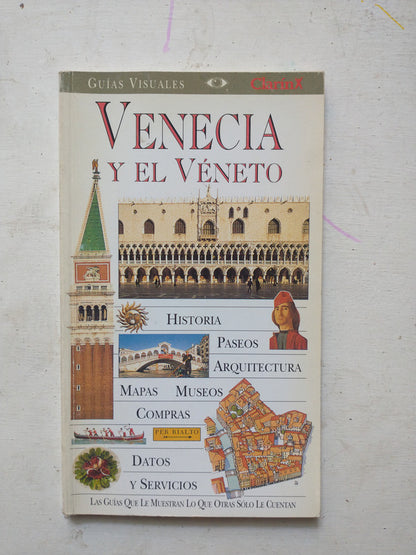 GUÍAS VISUALES
Clarín
VENECIA
Y EL VÉNETO
HISTORIA
PASEOS
ARQUITECTURA
MAPAS MUSEOS
COMPRAS
PER RIALTO
DATOS
Y SERVICIOS
LAS GUÍAS QUE LE MUESTRAN LO QUE OTRAS SÓLO LE CUENTAN